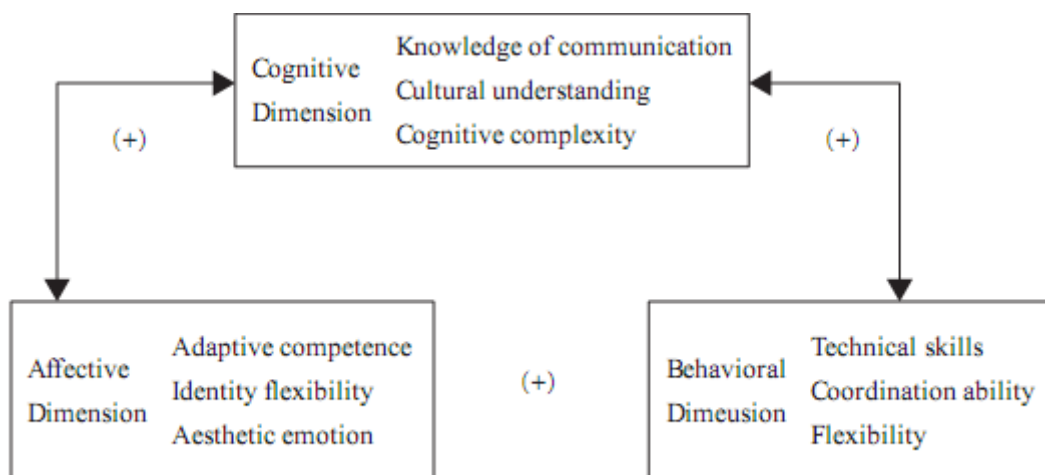 Cognitive
Dimension
Knowledge of communication
Cultural understanding
Cognitive complexity
(+)
(+)
Affective
Dimension
Adaptive competence
Identity flexibility
Aesthetic emotion
(+)
Behavioral
Dimeusion
Technical skills
Coordination ability
Flexibility